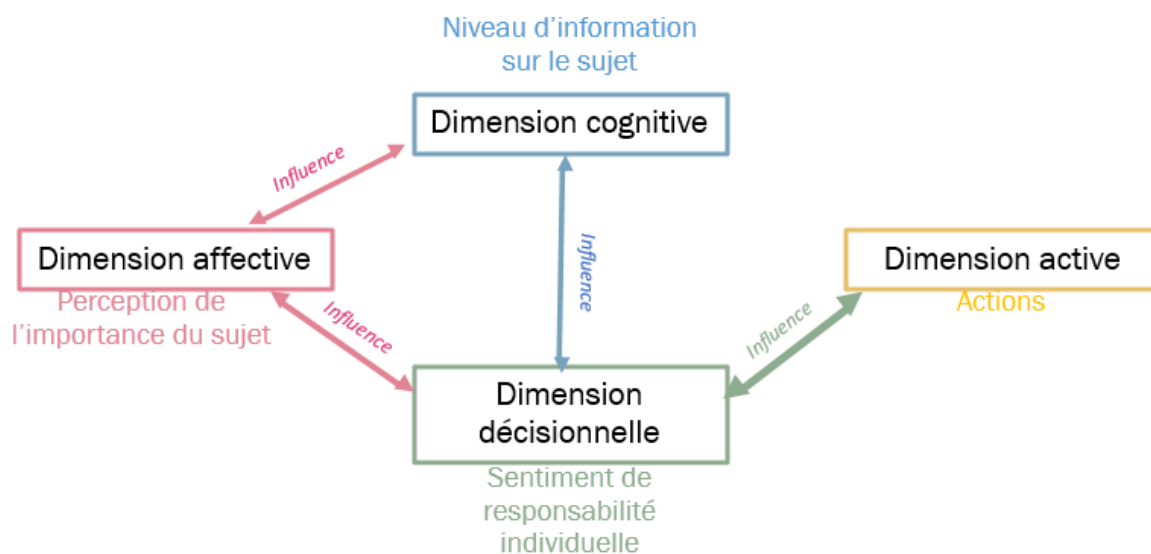 Niveau d’information
sur le sujet
Dimension cognitive
Influence
Dimension affective
Perception de
l’importance du sujet
Influence
Influence
Dimension active
Actions
Influence
Dimension
décisionnelle
Sentiment de
responsabilité
individuelle